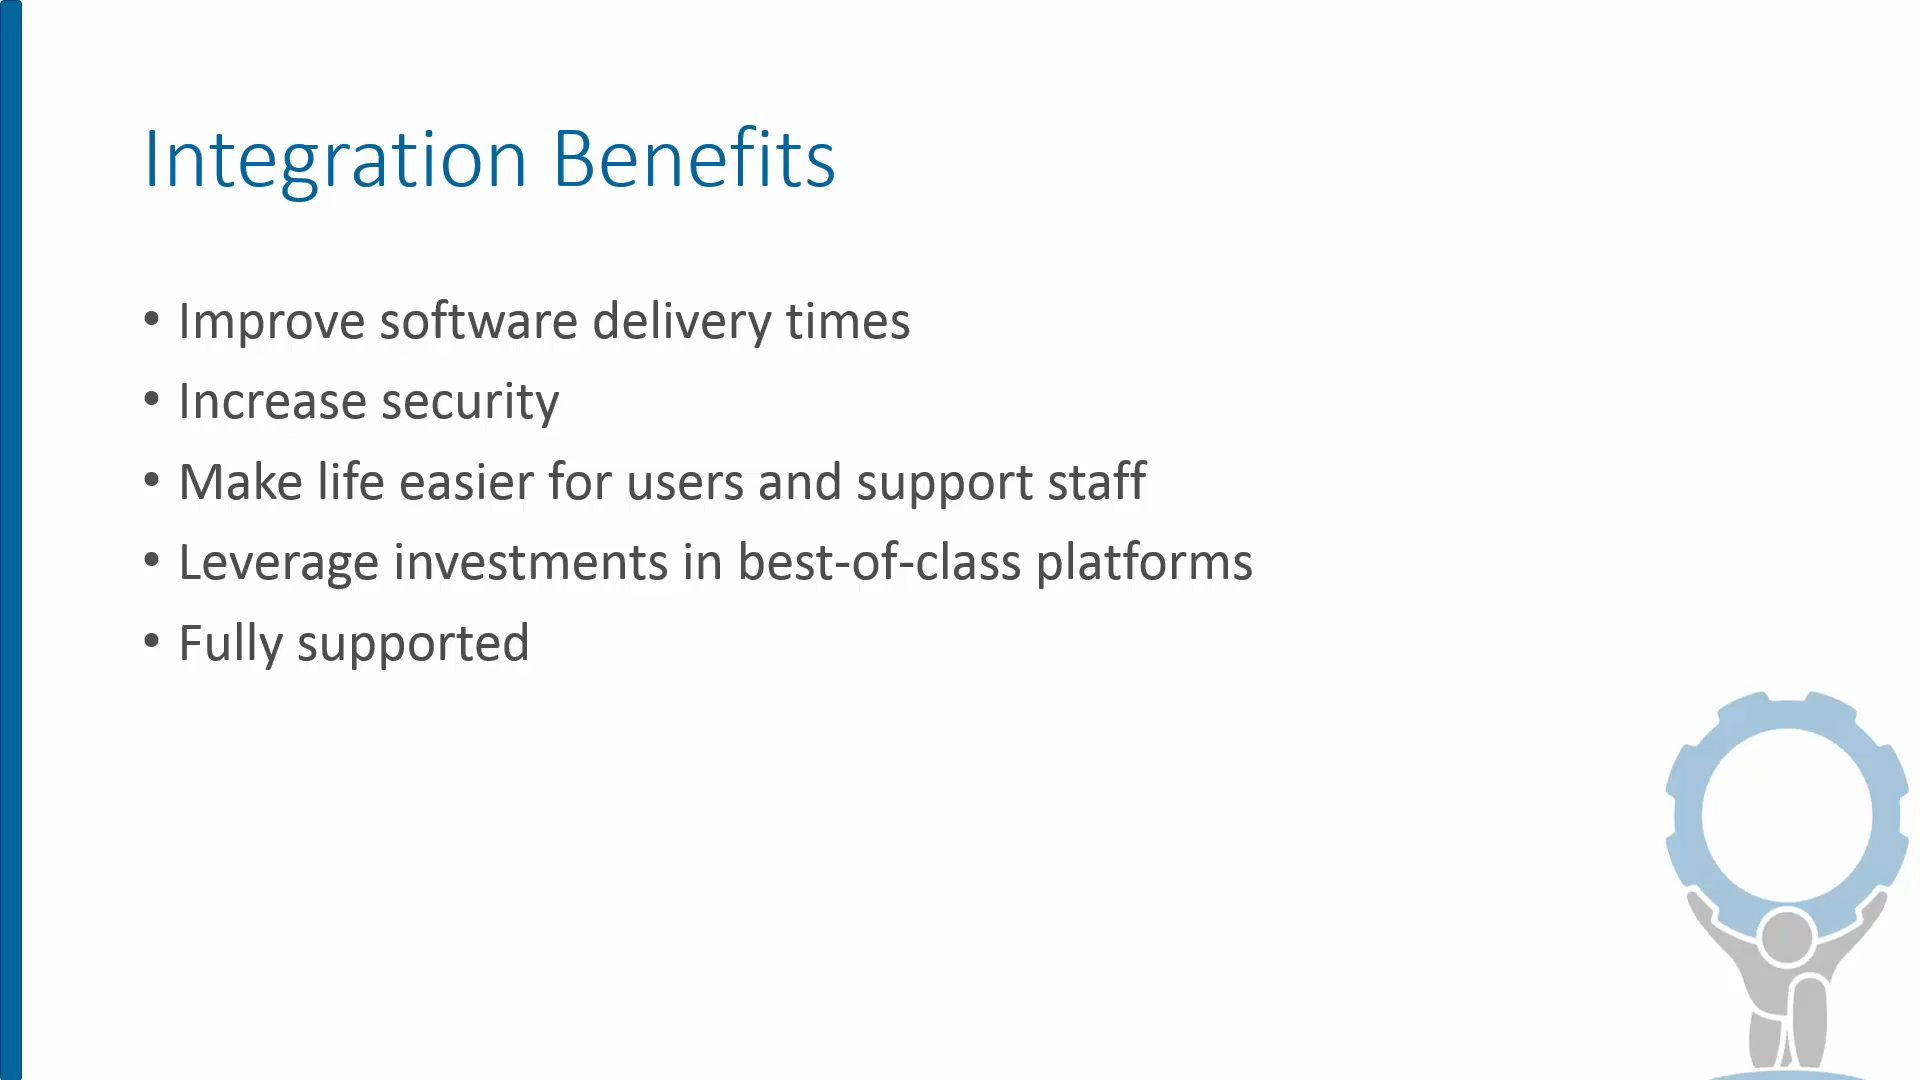 Integration Benefits
• Improve software delivery times
• Increase security
• Make life easier for users and support staff
• Leverage investments in best-of-class platforms
• Fully supported